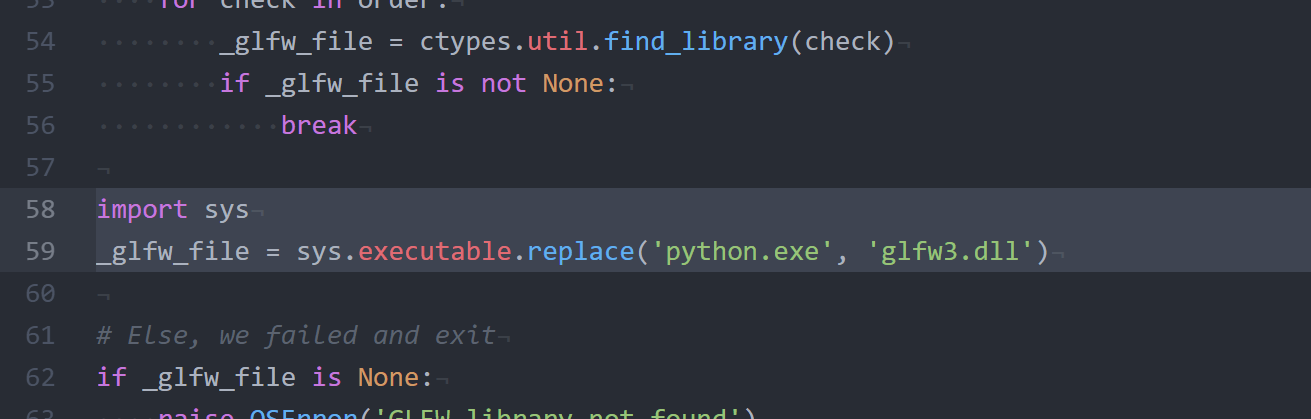 53 for check in order:
54 _glfw_file = ctypes.util.find_library(check)
55 if _glfw_file is not None:
56 break
57
58 import sys
59 _glfw_file = sys.executable.replace('python.exe', 'glfw3.dll')
60
61 # Else, we failed and exit
62 if _glfw_file is None:
63 raise OSError('GLFW library not found')